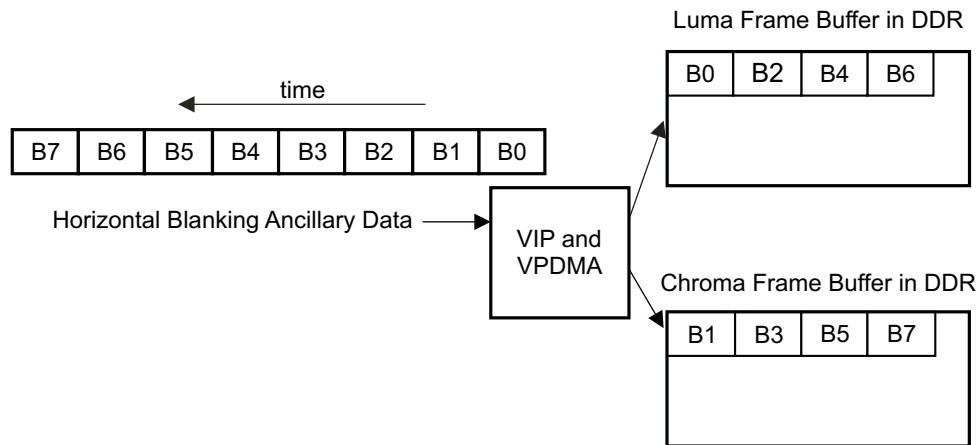 Luma Frame Buffer in DDR
B0 B2 B4 B6
time
B7 B6 B5 B4 B3 B2 B1 B0
Horizontal Blanking Ancillary Data
VIP and
VPDMA
Chroma Frame Buffer in DDR
B1 B3 B5 B7